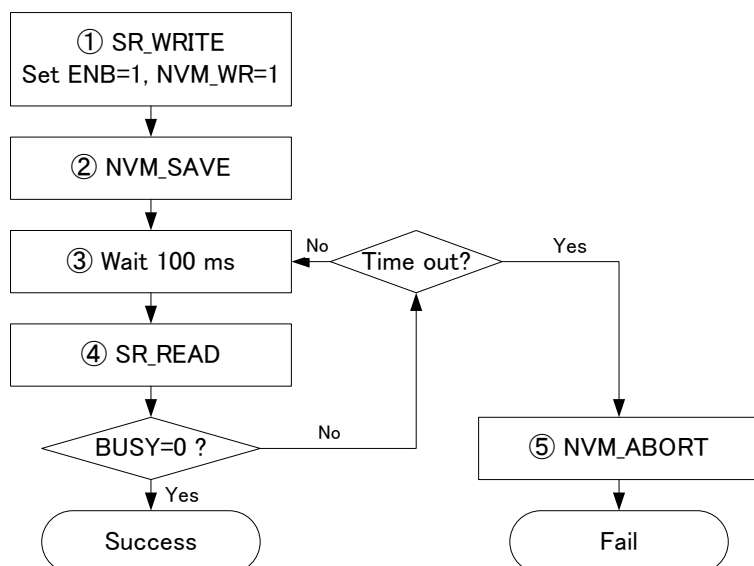 ① SR_WRITE
Set ENB=1, NVM_WR=1
② NVM_SAVE
③ Wait 100 ms
No
Time out?
Yes
④ SR_READ
BUSY=0 ?
No
Yes
⑤ NVM_ABORT
Success
Fail